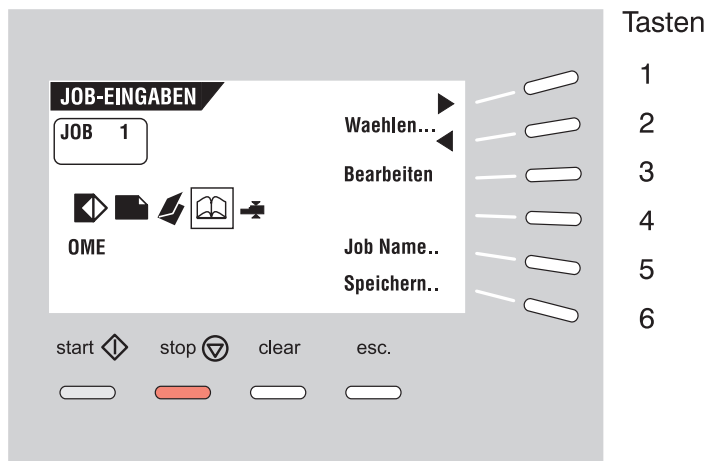 Tasten
1
JOB-EINGABEN
JOB 1
Waehlen...
2
Bearbeiten
3
4
OME
Job Name..
5
Speichern..
6
start stop clear esc.